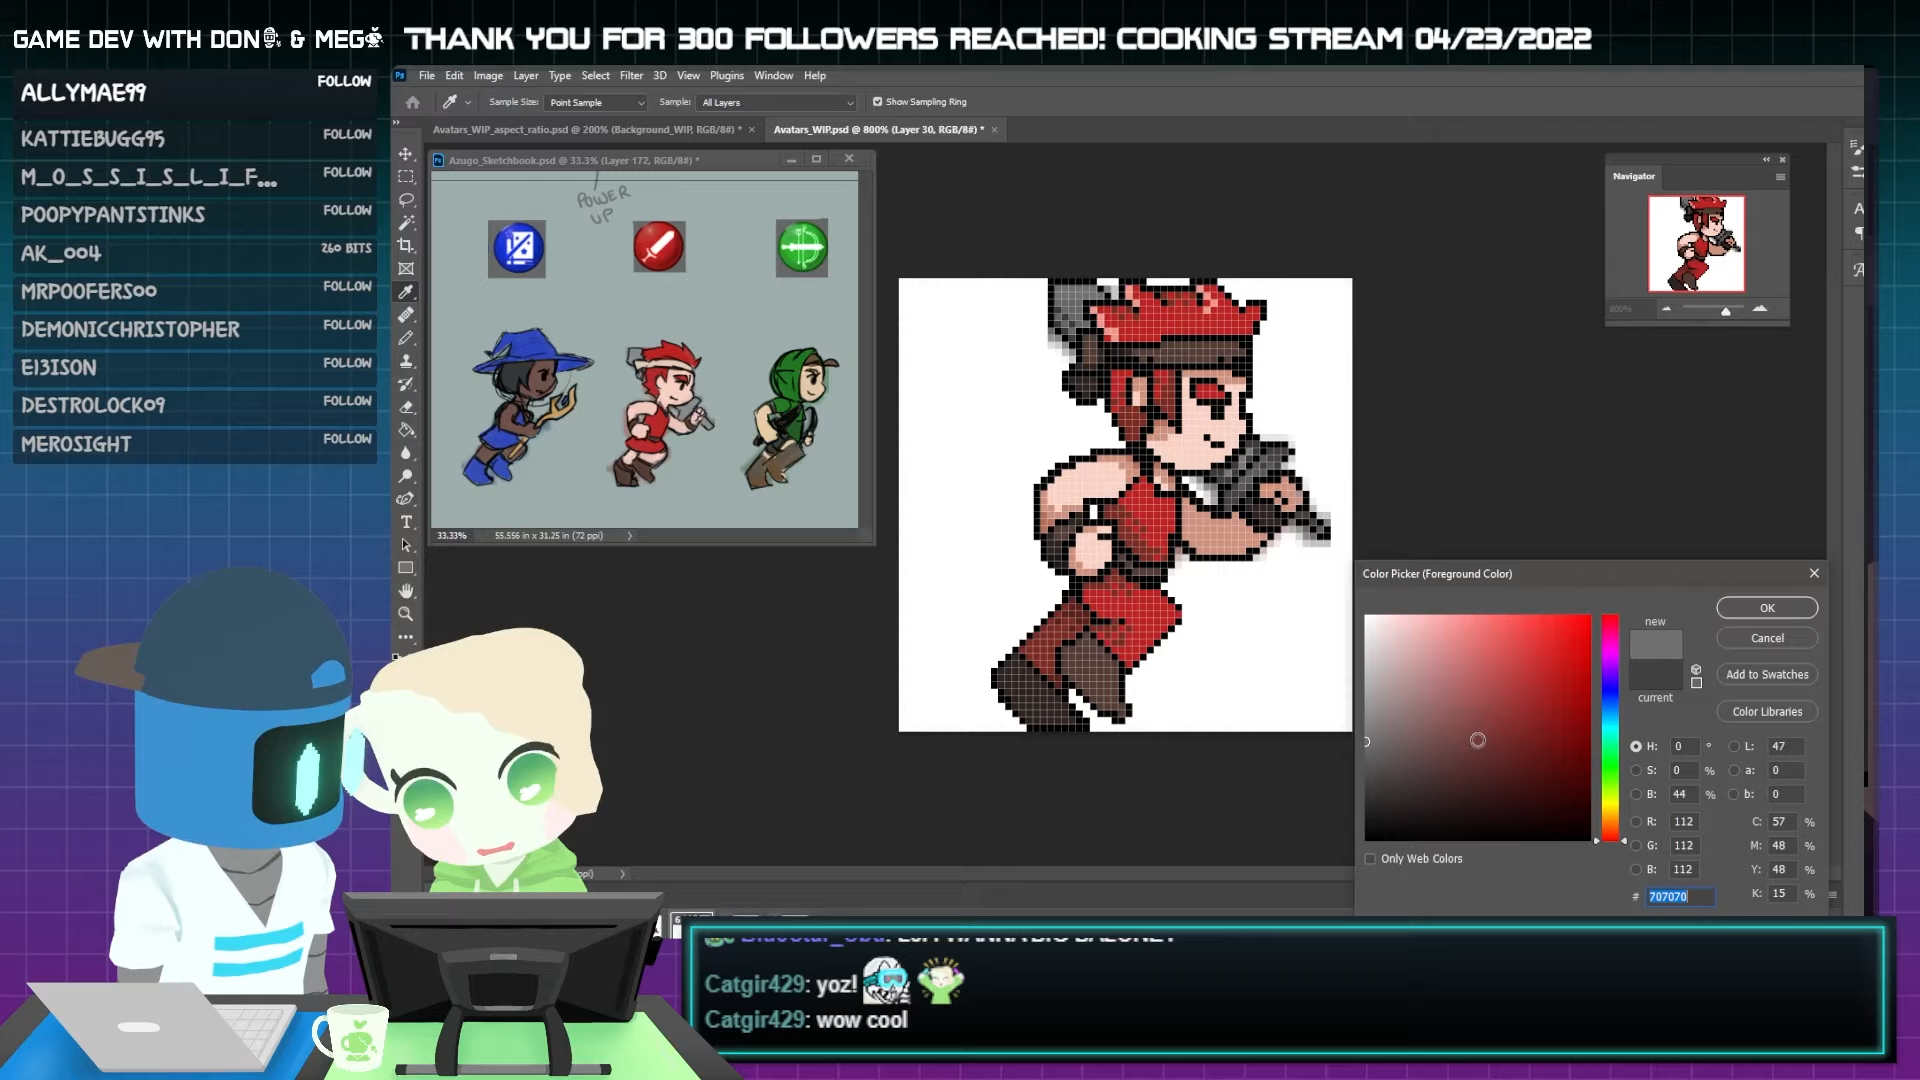 GAME DEV WITH DON & MEG
THANK YOU FOR 300 FOLLOWERS REACHED! COOKING STREAM 04/23/2022
ALLYMAE99 FOLLOW
KATTIEBUGG95 FOLLOW
M_O_S_S_I_S_L_I_F... FOLLOW
POOPYPANTSTINKS FOLLOW
AK_004 260 BITS
MRPOOFERS00 FOLLOW
DEMONICCHRISTOPHER FOLLOW
E13ISON FOLLOW
DESTROLOCK09 FOLLOW
MEROSIGHT FOLLOW
Ps File Edit Image Layer Type Select Filter 3D View Plugins Window Help
Sample Size: Point Sample Sample: All Layers Show Sampling Ring
Avatars_WIP_aspect_ratio.psd @ 200% (Background_WIP, RGB/8#) *
Avatars_WIP.psd @ 800% (Layer 30, RGB/8#) *
Azugo_Sketchbook.psd @ 33.3% (Layer 172, RGB/8#) *
POWER
UP
33.33% 55.556 in x 31.25 in (72 ppi)
Navigator
800%
Color Picker (Foreground Color)
OK
Cancel
Add to Swatches
Color Libraries
new
current
H: 0 ° L: 47
S: 0 % a: 0
B: 44 % b: 0
R: 112 C: 57 %
G: 112 M: 48 %
B: 112 Y: 48 %
# 707070 K: 15 %
Only Web Colors
ppi)
Catgir429: yoz!
Catgir429: wow cool